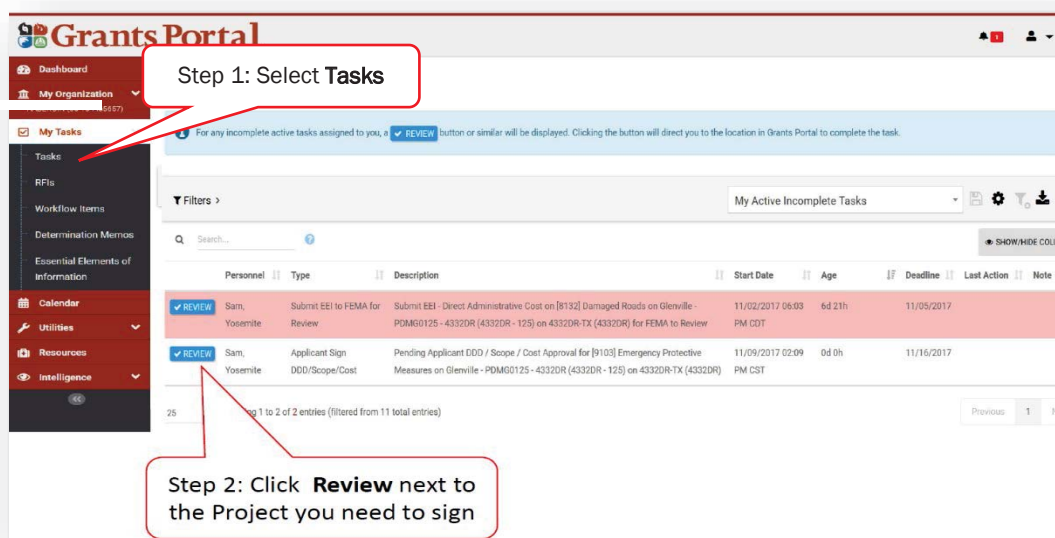 Grants Portal
1
Step 1: Select Tasks
Dashboard
My Organization
5657)
My Tasks
Tasks
RFIs
Workflow Items
Determination Memos
Essential Elements of
Information
Calendar
Utilities
Resources
Intelligence
For any incomplete active tasks assigned to you, a REVIEW button or similar will be displayed. Clicking the button will direct you to the location in Grants Portal to complete the task.
Filters >
My Active Incomplete Tasks
Search...
SHOW/HIDE COLU
Personnel Type Description Start Date Age Deadline Last Action Note
REVIEW Sam, Submit EEI to FEMA for Submit EEI - Direct Administrative Cost on [8132] Damaged Roads on Glenville - 11/02/2017 06:03 6d 21h 11/05/2017
Yosemite Review PDMG0125 - 4332DR (4332DR - 125) on 4332DR-TX (4332DR) for FEMA to Review PM CDT
REVIEW Sam, Applicant Sign Pending Applicant DDD / Scope / Cost Approval for [9103] Emergency Protective 11/09/2017 02:09 0d 0h 11/16/2017
Yosemite DDD/Scope/Cost Measures on Glenville - PDMG0125 - 4332DR (4332DR - 125) on 4332DR-TX (4332DR) PM CST
25 1 to 2 of 2 entries (filtered from 11 total entries) Previous 1
Step 2: Click Review next to
the Project you need to sign